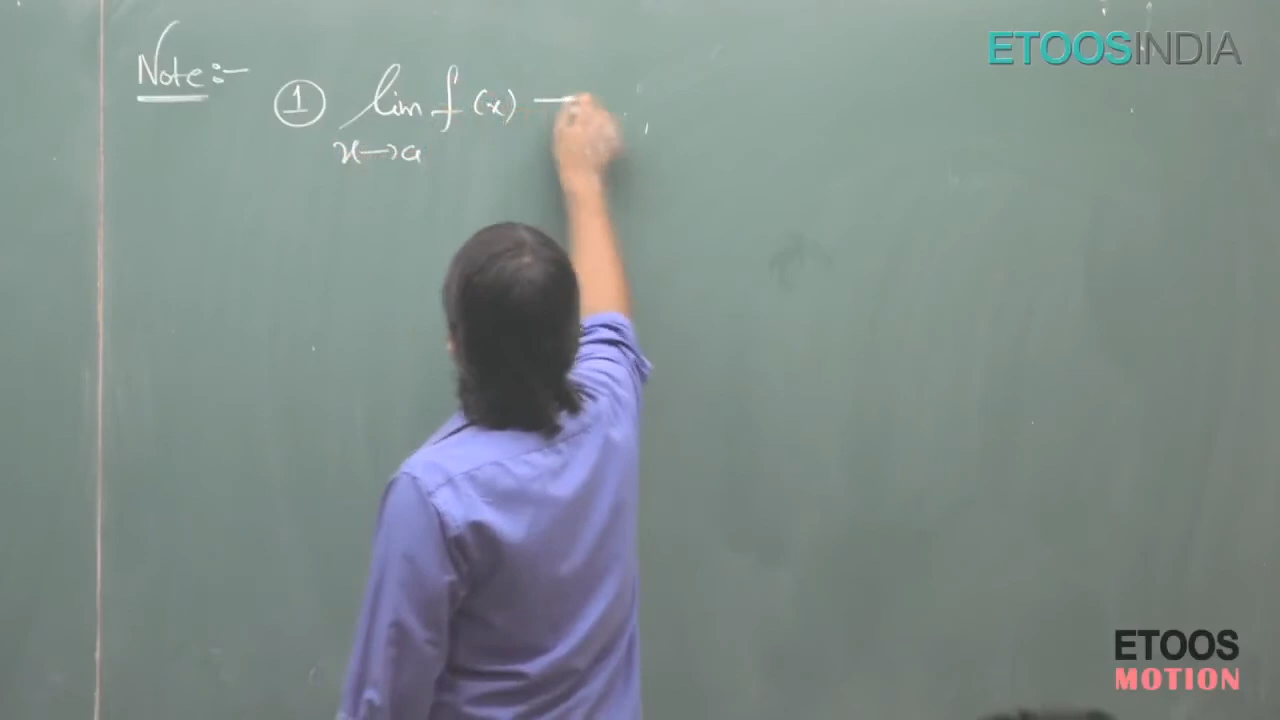 ETOOSINDIA
Note:-
① lim f(x) —
x→a
ETOOS
MOTION